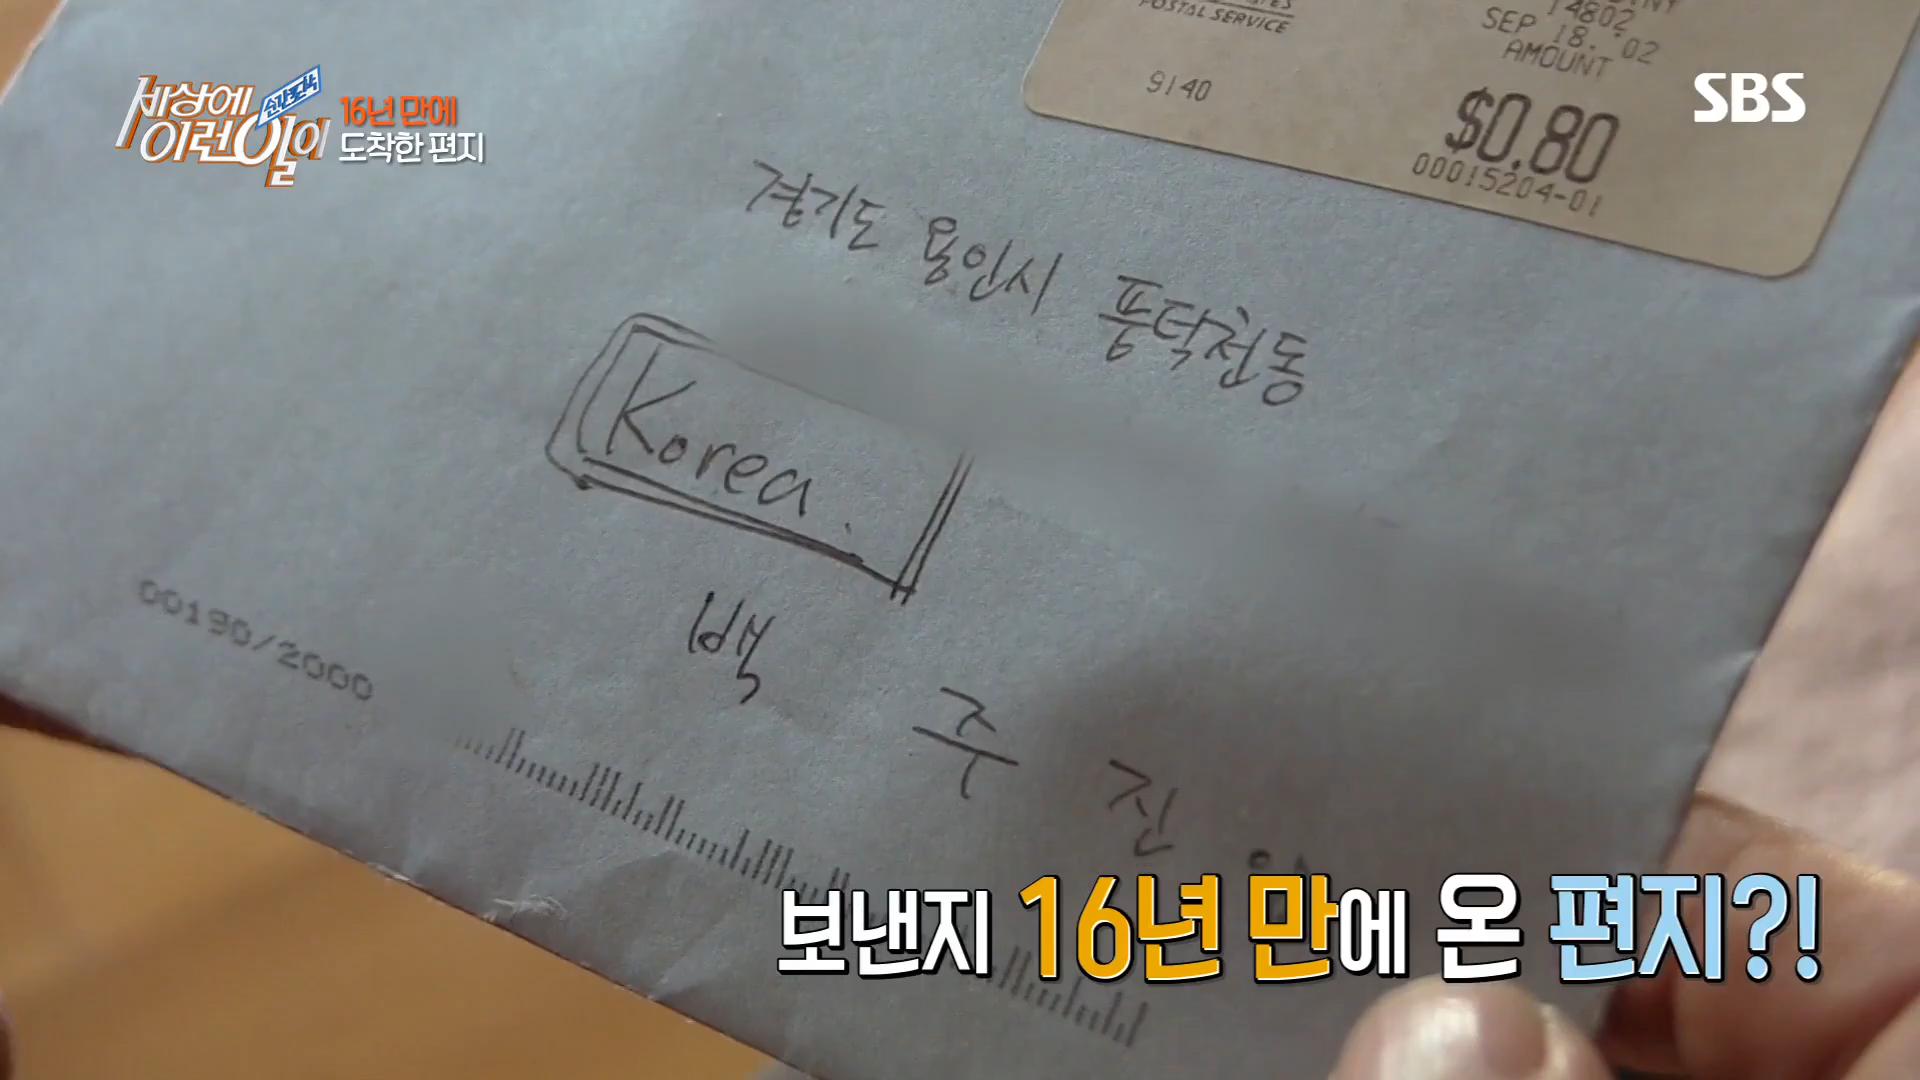 세상에
이런일이
순간포착
16년 만에
도착한 편지
SBS
POSTAL SERVICE
14802
SEP 18. 02
AMOUNT
9140
$0.80
00015204-01
경기도 용인시 풍덕천동
Korea.
백 주 진
00190/2000
보낸지 16년 만에 온 편지?!